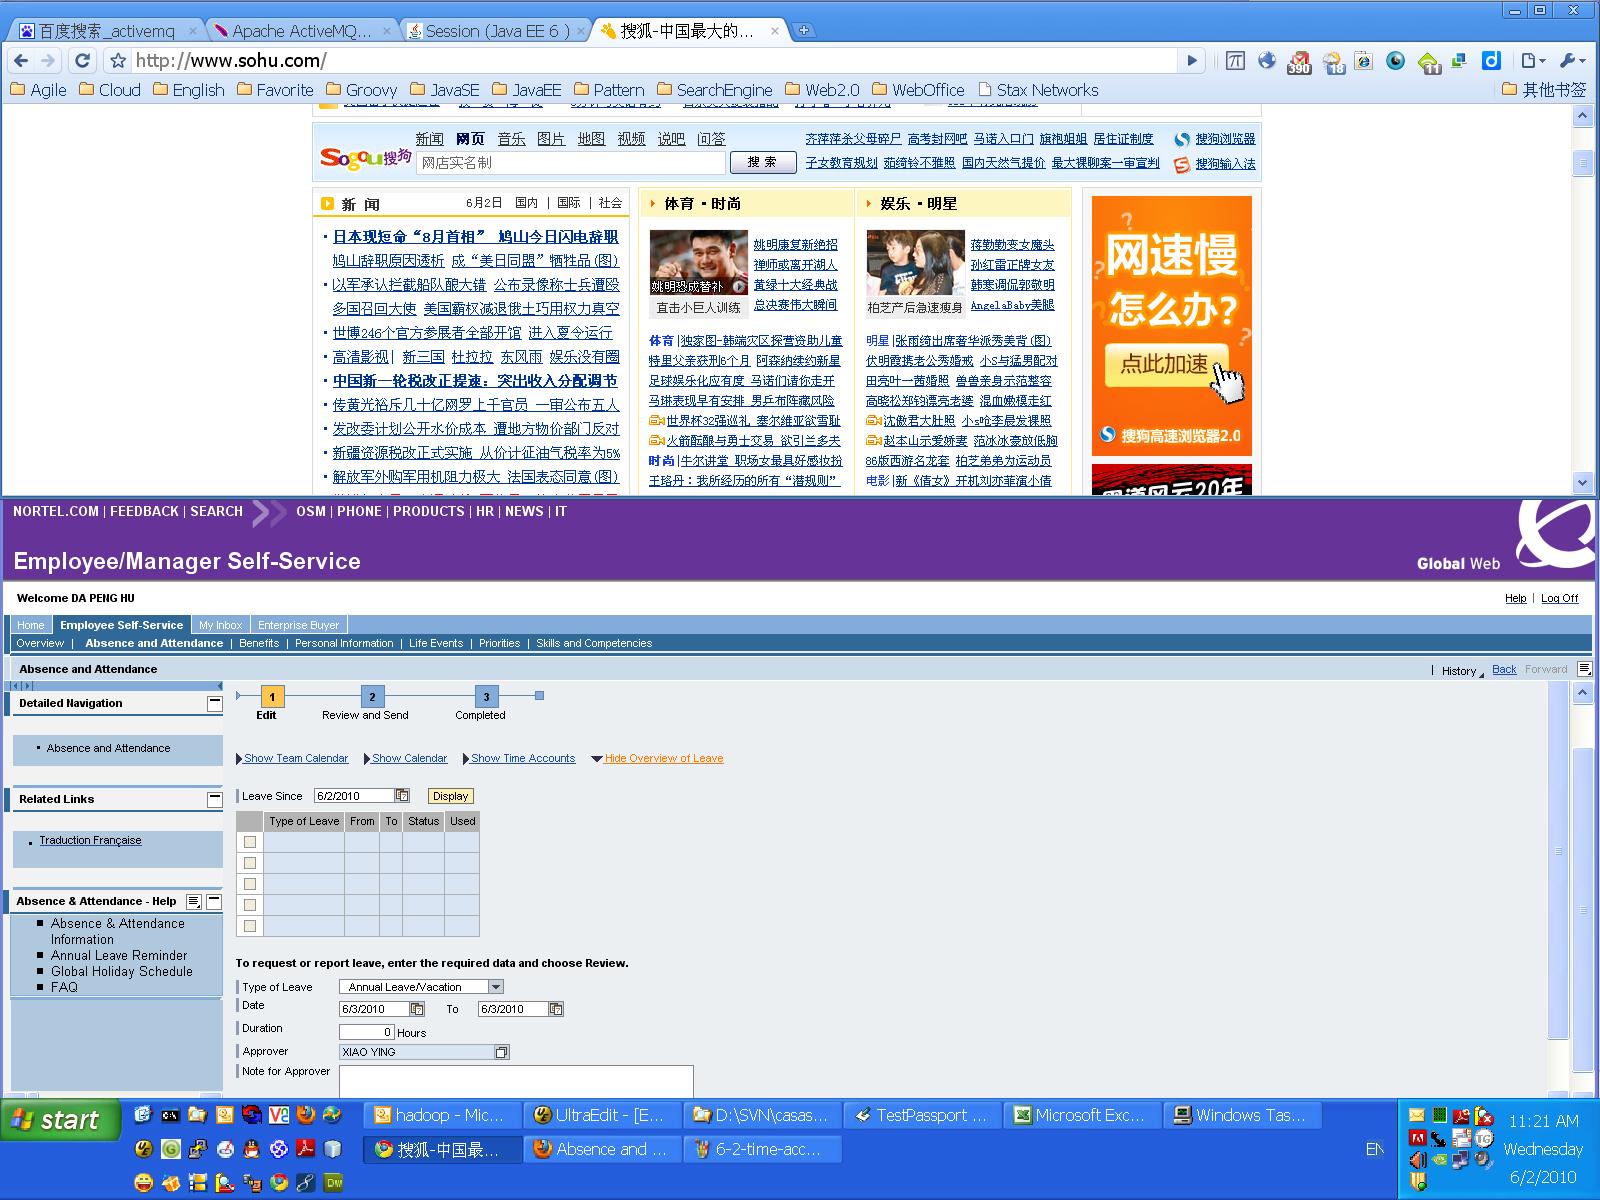 百度搜索_activemq
Apache ActiveMQ...
Session (Java EE 6 )
搜狐-中国最大的...
http://www.sohu.com/
390
18
11
Agile Cloud English Favorite Groovy JavaSE JavaEE Pattern SearchEngine Web2.0 WebOffice Stax Networks 其他书签
新闻 网页 音乐 图片 地图 视频 说吧 问答
Sogou搜狗 网店实名制 搜 索
齐萍萍杀父母碎尸 高考封网吧 马诺入口门 旗袍姐姐 居住证制度
子女教育规划 茹绮铃不雅照 国内天然气提价 最大裸聊案一审宣判
搜狗浏览器
搜狗输入法
新 闻 6月2日 国内 | 国际 | 社会
日本现短命“8月首相” 鸠山今日闪电辞职
鸠山辞职原因透析 成“美日同盟”牺牲品(图)
以军承认拦截船队酿大错 公布录像称士兵遭殴
多国召回大使 美国霸权减退俄土巧用权力真空
世博246个官方参展者全部开馆 进入夏令运行
高清影视| 新三国 杜拉拉 东风雨 娱乐没有圈
中国新一轮税改正提速：突出收入分配调节
传黄光裕斥几十亿网罗上千官员 一审公布五人
发改委计划公开水价成本 遭地方物价部门反对
新疆资源税改正式实施 从价计征油气税率为5%
解放军外购军用机阻力极大 法国表态同意(图)
体育·时尚
姚明恐成替补
直击小巨人训练
姚明康复新绝招
禅师或离开湖人
黄绿十大经典战
总决赛伟大瞬间
体育|独家图-韩端灾区探营资助儿童
特里父亲获刑6个月 阿森纳续约新星
足球娱乐化应有度 马诺们请你走开
马琳表现早有安排 男乒布阵藏风险
世界杯32强巡礼 塞尔维亚欲雪耻
火箭酝酿与勇士交易 欲引兰多夫
时尚|牛尔讲堂 职场女最具好感妆扮
王珞丹：我所经历的所有“潜规则”
娱乐·明星
柏芝产后急速瘦身
蒋勤勤变女魔头
孙红雷正牌女友
韩寒调侃郭敬明
AngelaBaby美腿
明星|张雨绮出席奢华派秀美背(图)
伏明霞携老公秀婚戒 小S与猛男配对
田亮叶一茜婚照 兽兽亲身示范整容
高晓松郑钧谭亮老婆 混血嫩模走红
沈傲君大肚照 小s呛李晨发裸照
赵本山示爱娇妻 范冰冰豪放低胸
86版西游名龙套 柏芝弟弟为运动员
电影|新《倩女》开机刘亦菲演小倩
网速慢
怎么办?
点此加速
搜狗高速浏览器2.0
NORTEL.COM | FEEDBACK | SEARCH OSM | PHONE | PRODUCTS | HR | NEWS | IT
Employee/Manager Self-Service
Global Web
Welcome DA PENG HU
Help | Log Off
Home Employee Self-Service My Inbox Enterprise Buyer
Overview | Absence and Attendance | Benefits | Personal Information | Life Events | Priorities | Skills and Competencies
Absence and Attendance
| History Back Forward
Detailed Navigation
Absence and Attendance
Related Links
Traduction Française
Absence & Attendance - Help
Absence & Attendance
Information
Annual Leave Reminder
Global Holiday Schedule
FAQ
1 2 3
Edit Review and Send Completed
Show Team Calendar Show Calendar Show Time Accounts Hide Overview of Leave
Leave Since 6/2/2010 Display
Type of Leave From To Status Used
To request or report leave, enter the required data and choose Review.
Type of Leave Annual Leave/Vacation
Date 6/3/2010 To 6/3/2010
Duration 0 Hours
Approver XIAO YING
Note for Approver
start
hadoop - Mic... UltraEdit - [E... D:\SVN\casas... TestPassport ... Microsoft Exc... Windows Tas...
搜狐-中国最... Absence and ... 6-2-time-acc...
EN
11:21 AM
Wednesday
6/2/2010